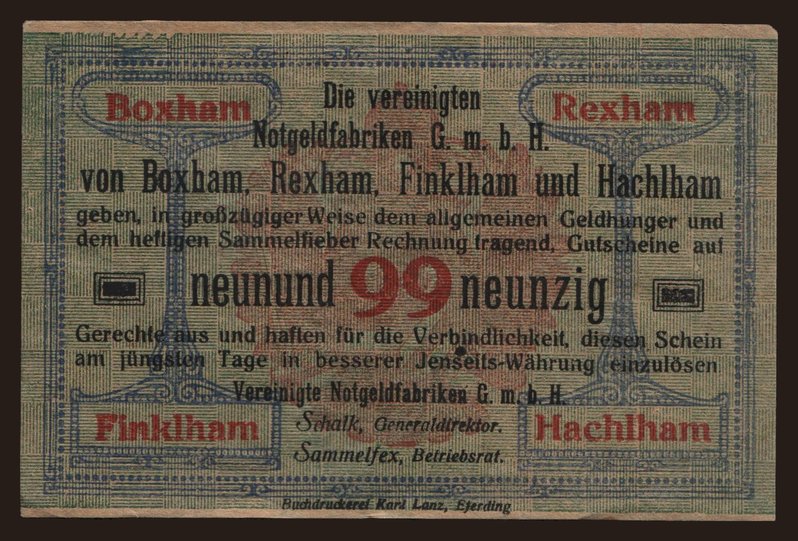 Boxham
Rexham
Die vereinigten
Notgeldfabriken G. m. b. H.
von Boxham, Rexham, Finklham und Hachlham
geben, in großzügiger Weise dem allgemeinen Geldhunger und
dem heftigen Sammelfieber Rechnung tragend, Gutscheine auf
neunund 99 neunzig
Gerechte aus und haften für die Verbindlichkeit, diesen Schein
am jüngsten Tage in besserer Jenseits-Währung einzulösen
Vereinigte Notgeldfabriken G. m. b. H.
Schalk, Generaldirektor.
Sammelfex, Betriebsrat.
Finklham
Hachlham
Buchdruckerei Karl Lanz, Eferding